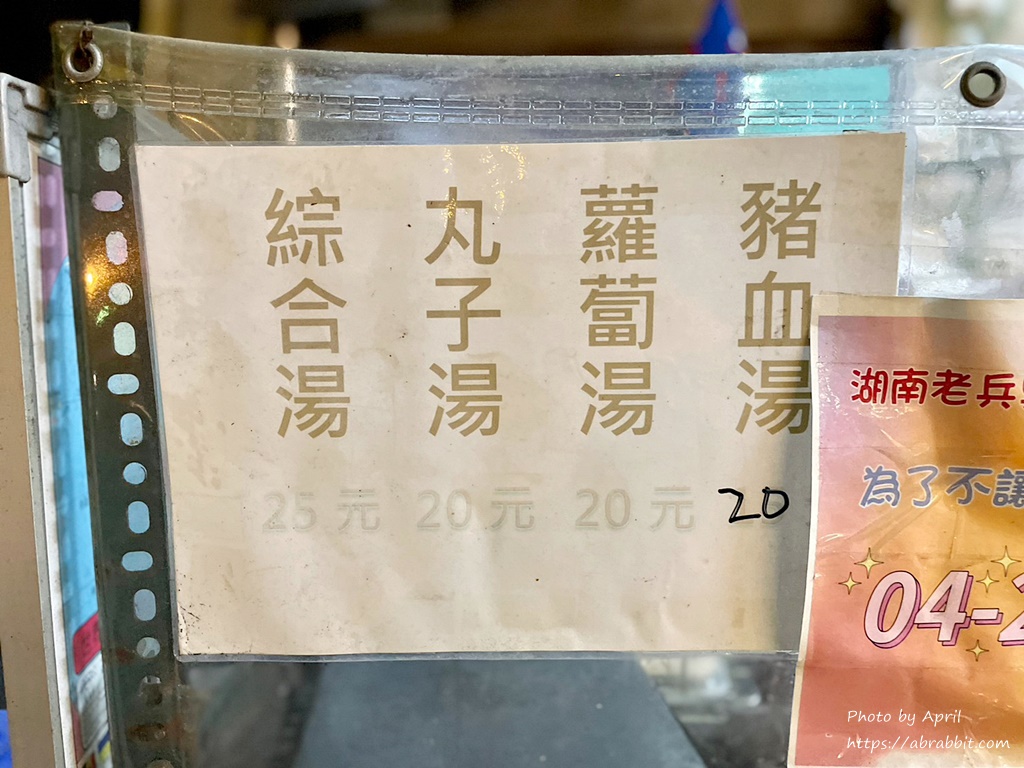 豬血湯
20
蘿蔔湯
20元
丸子湯
20元
綜合湯
25元
湖南老兵
為了不讓
04-2
Photo by April
https://abrabbit.com